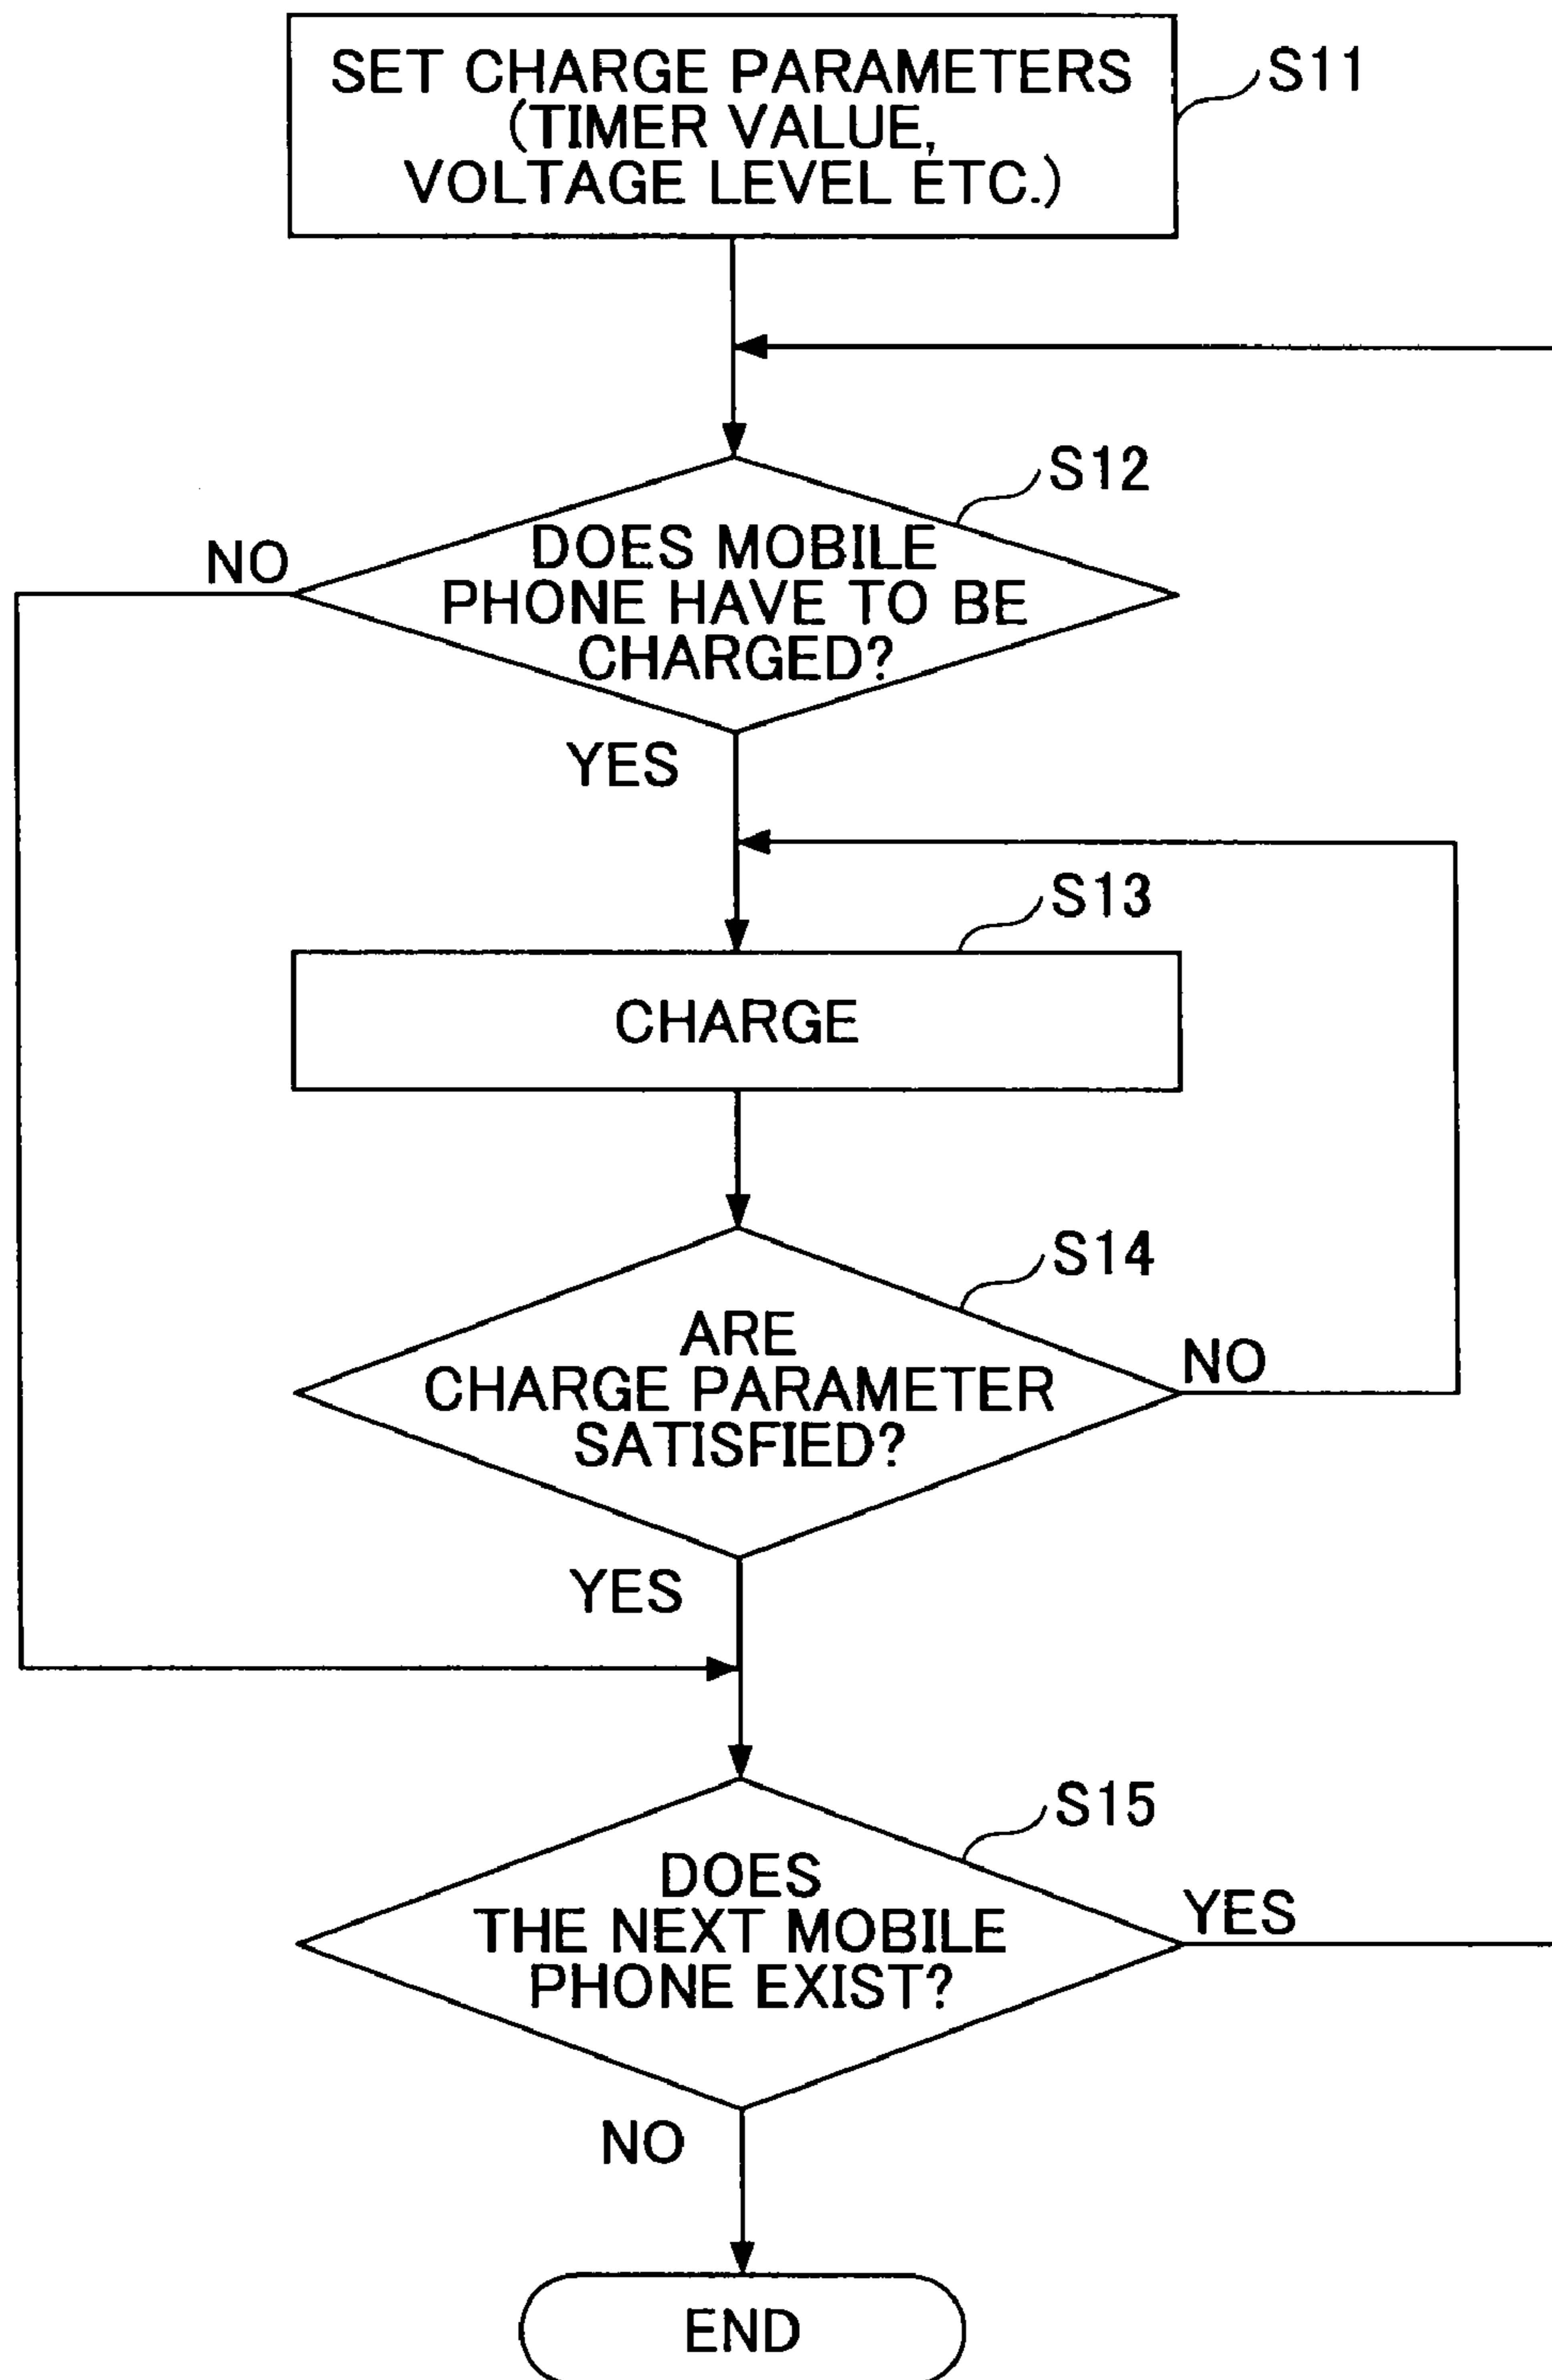 SET CHARGE PARAMETERS
(TIMER VALUE,
VOLTAGE LEVEL ETC.)
S11
S12
NO
DOES MOBILE
PHONE HAVE TO BE
CHARGED?
YES
S13
CHARGE
S14
ARE
CHARGE PARAMETER
SATISFIED?
NO
YES
S15
DOES
THE NEXT MOBILE
PHONE EXIST?
YES
NO
END